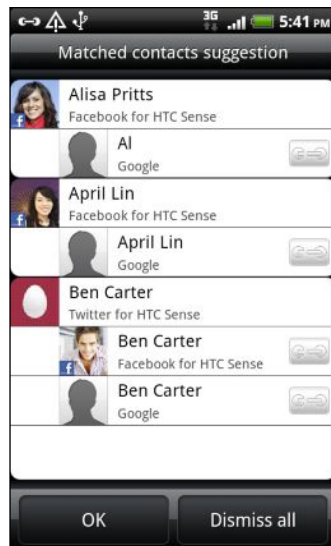 3G
5:41 PM
Matched contacts suggestion
Alisa Pritts
Facebook for HTC Sense
Al
Google
April Lin
Facebook for HTC Sense
April Lin
Google
Ben Carter
Twitter for HTC Sense
Ben Carter
Facebook for HTC Sense
Ben Carter
Google
OK
Dismiss all